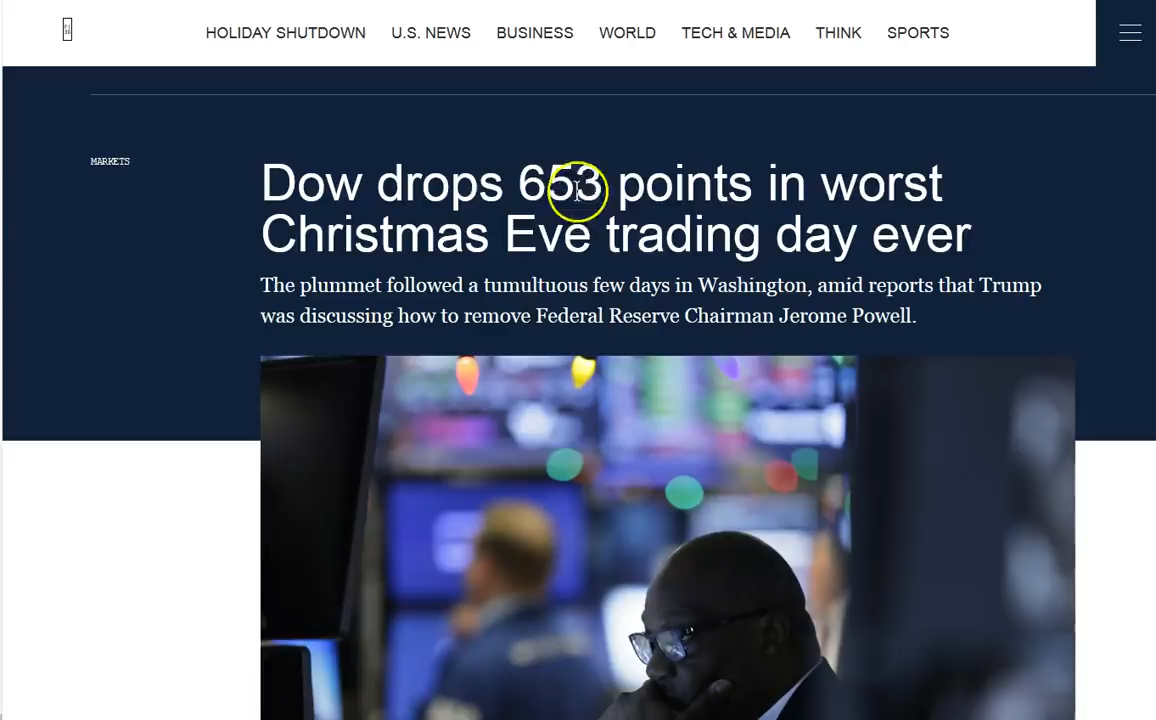 HOLIDAY SHUTDOWN U.S. NEWS BUSINESS WORLD TECH & MEDIA THINK SPORTS
MARKETS
Dow drops 653 points in worst
Christmas Eve trading day ever
The plummet followed a tumultuous few days in Washington, amid reports that Trump
was discussing how to remove Federal Reserve Chairman Jerome Powell.